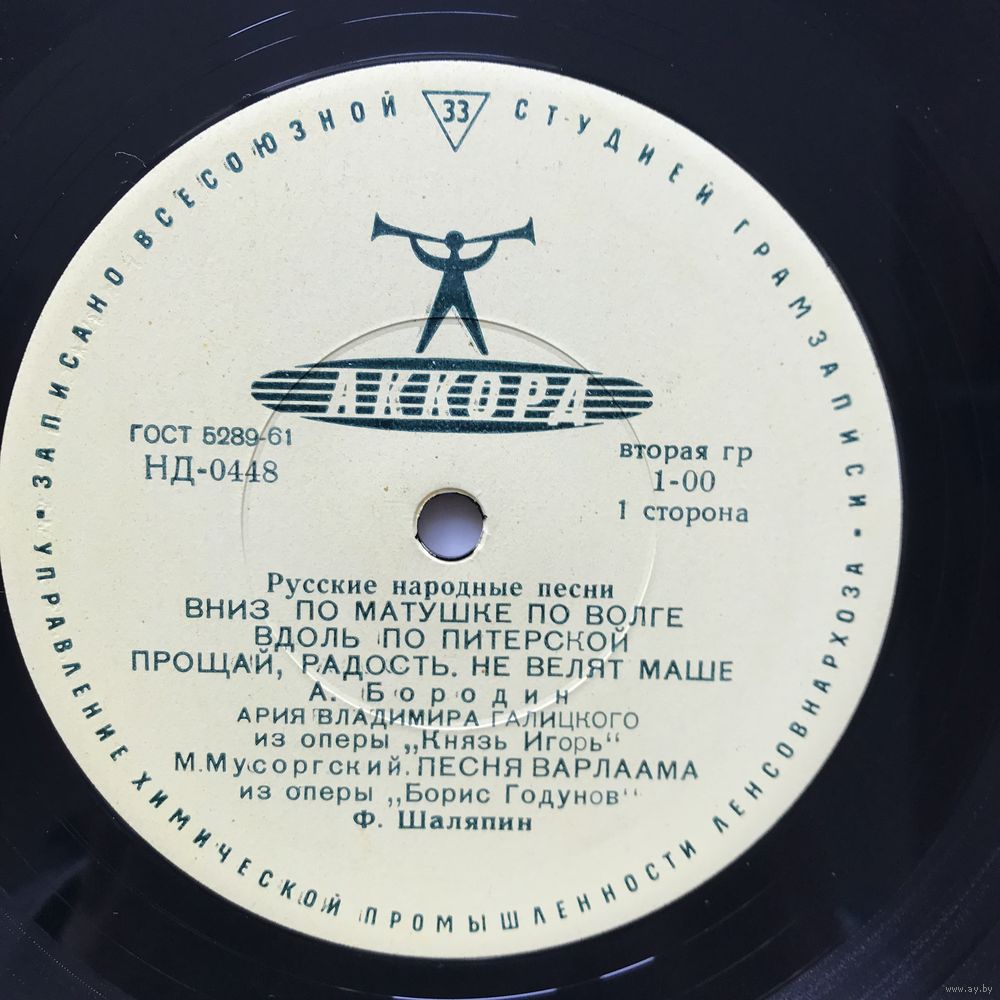 ЗАПИСАНО ВСЕСОЮЗНОЙ СТУДИЕЙ ГРАМЗАПИСИ
33
АККОРД
ГОСТ 5289-61
НД-0448
вторая гр
1-00
1 сторона
Русские народные песни
ВНИЗ ПО МАТУШКЕ ПО ВОЛГЕ
ВДОЛЬ ПО ПИТЕРСКОЙ
ПРОЩАЙ, РАДОСТЬ. НЕ ВЕЛЯТ МАШЕ
А. Бородин
АРИЯ ВЛАДИМИРА ГАЛИЦКОГО
из оперы „Князь Игорь“
М.Мусоргский. ПЕСНЯ ВАРЛААМА
из оперы „Борис Годунов“
Ф. Шаляпин
УПРАВЛЕНИЕ ХИМИЧЕСКОЙ ПРОМЫШЛЕННОСТИ ЛЕНСОВНАРХОЗА
www.ay.by